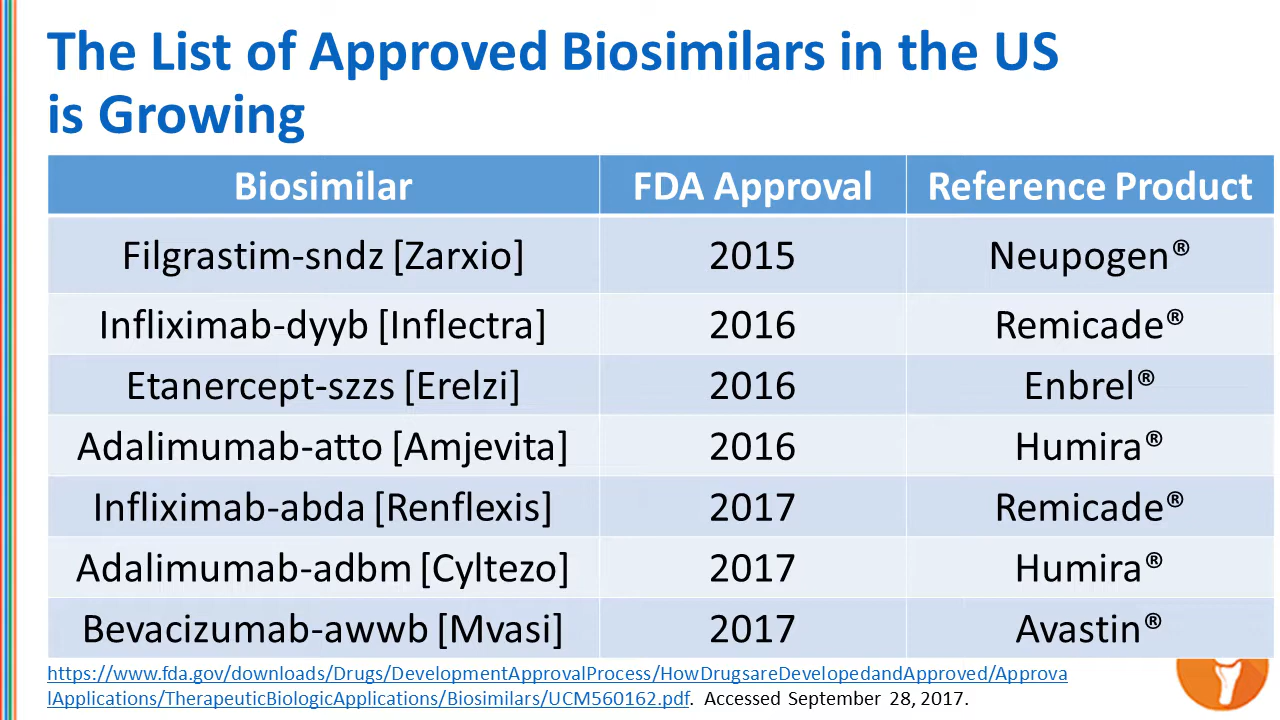 The List of Approved Biosimilars in the US
is Growing
Biosimilar FDA Approval Reference Product
Filgrastim-sndz [Zarxio] 2015 Neupogen®
Infliximab-dyyb [Inflectra] 2016 Remicade®
Etanercept-szzs [Erelzi] 2016 Enbrel®
Adalimumab-atto [Amjevita] 2016 Humira®
Infliximab-abda [Renflexis] 2017 Remicade®
Adalimumab-adbm [Cyltezo] 2017 Humira®
Bevacizumab-awwb [Mvasi] 2017 Avastin®
https://www.fda.gov/downloads/Drugs/DevelopmentApprovalProcess/HowDrugsareDevelopedandApproved/Approva
lApplications/TherapeuticBiologicApplications/Biosimilars/UCM560162.pdf. Accessed September 28, 2017.